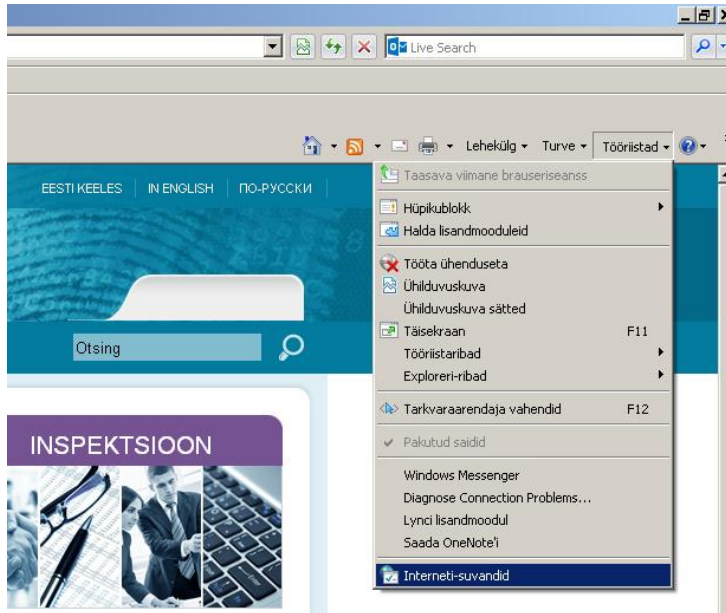 Live Search
Lehekülg Turve Tööriistad
EESTI KEELES IN ENGLISH ПО-РУССКИ
Taasava viimane brauseriseanss
Hüpikublokk
Halda lisandmooduleid
Tööta ühenduseta
Ühilduvuskuva
Ühilduvuskuva sätted
Täisekraan F11
Tööriistaribad
Exploreri-ribad
Tarkvaraarendaja vahendid F12
Pakutud saidid
Windows Messenger
Diagnose Connection Problems...
Lynci lisandmoodul
Saada OneNote'i
Interneti-suvandid
Otsing
INSPEKTSIOON